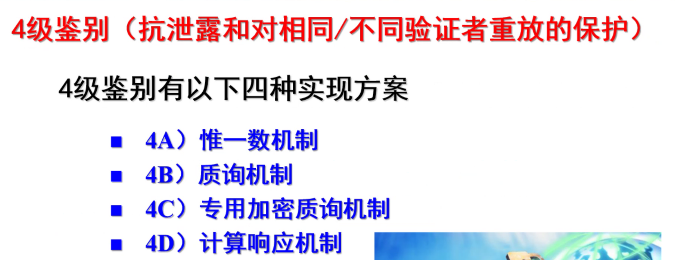 4级鉴别（抗泄露和对相同/不同验证者重放的保护）
4级鉴别有以下四种实现方案
■ 4A）惟一数机制
■ 4B）质询机制
■ 4C）专用加密质询机制
■ 4D）计算响应机制